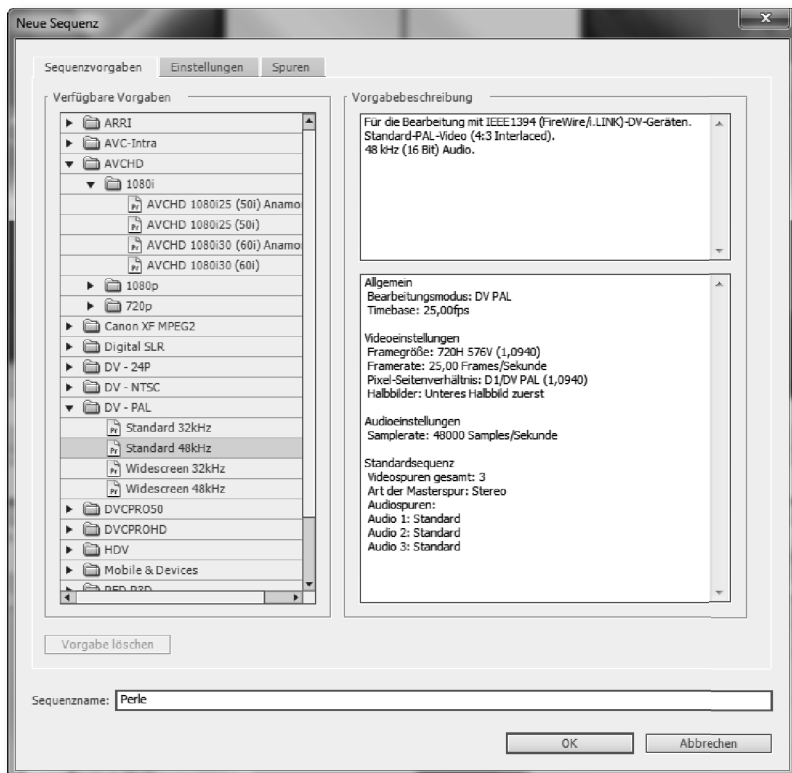 Neue Sequenz
x
Sequenzvorgaben Einstellungen Spuren
Verfügbare Vorgaben
ARRI
AVC-Intra
AVCHD
1080i
AVCHD 1080i25 (50i) Anamo
AVCHD 1080i25 (50i)
AVCHD 1080i30 (60i) Anamo
AVCHD 1080i30 (60i)
1080p
720p
Canon XF MPEG2
Digital SLR
DV - 24P
DV - NTSC
DV - PAL
Standard 32kHz
Standard 48kHz
Widescreen 32kHz
Widescreen 48kHz
DVCPRO50
DVCPROHD
HDV
Mobile & Devices
RED R3D
Vorgabebeschreibung
Für die Bearbeitung mit IEEE1394 (FireWire/i.LINK)-DV-Geräten.
Standard-PAL-Video (4:3 Interlaced).
48 kHz (16 Bit) Audio.
Allgemein
Bearbeitungsmodus: DV PAL
Timebase: 25,00fps
Videoeinstellungen
Framegröße: 720H 576V (1,0940)
Framerate: 25,00 Frames/Sekunde
Pixel-Seitenverhältnis: D1/DV PAL (1,0940)
Halbbilder: Unteres Halbbild zuerst
Audioeinstellungen
Samplerate: 48000 Samples/Sekunde
Standardsequenz
Videospuren gesamt: 3
Art der Masterspur: Stereo
Audiospuren:
Audio 1: Standard
Audio 2: Standard
Audio 3: Standard
Vorgabe löschen
Sequenzname: Perle
OK Abbrechen